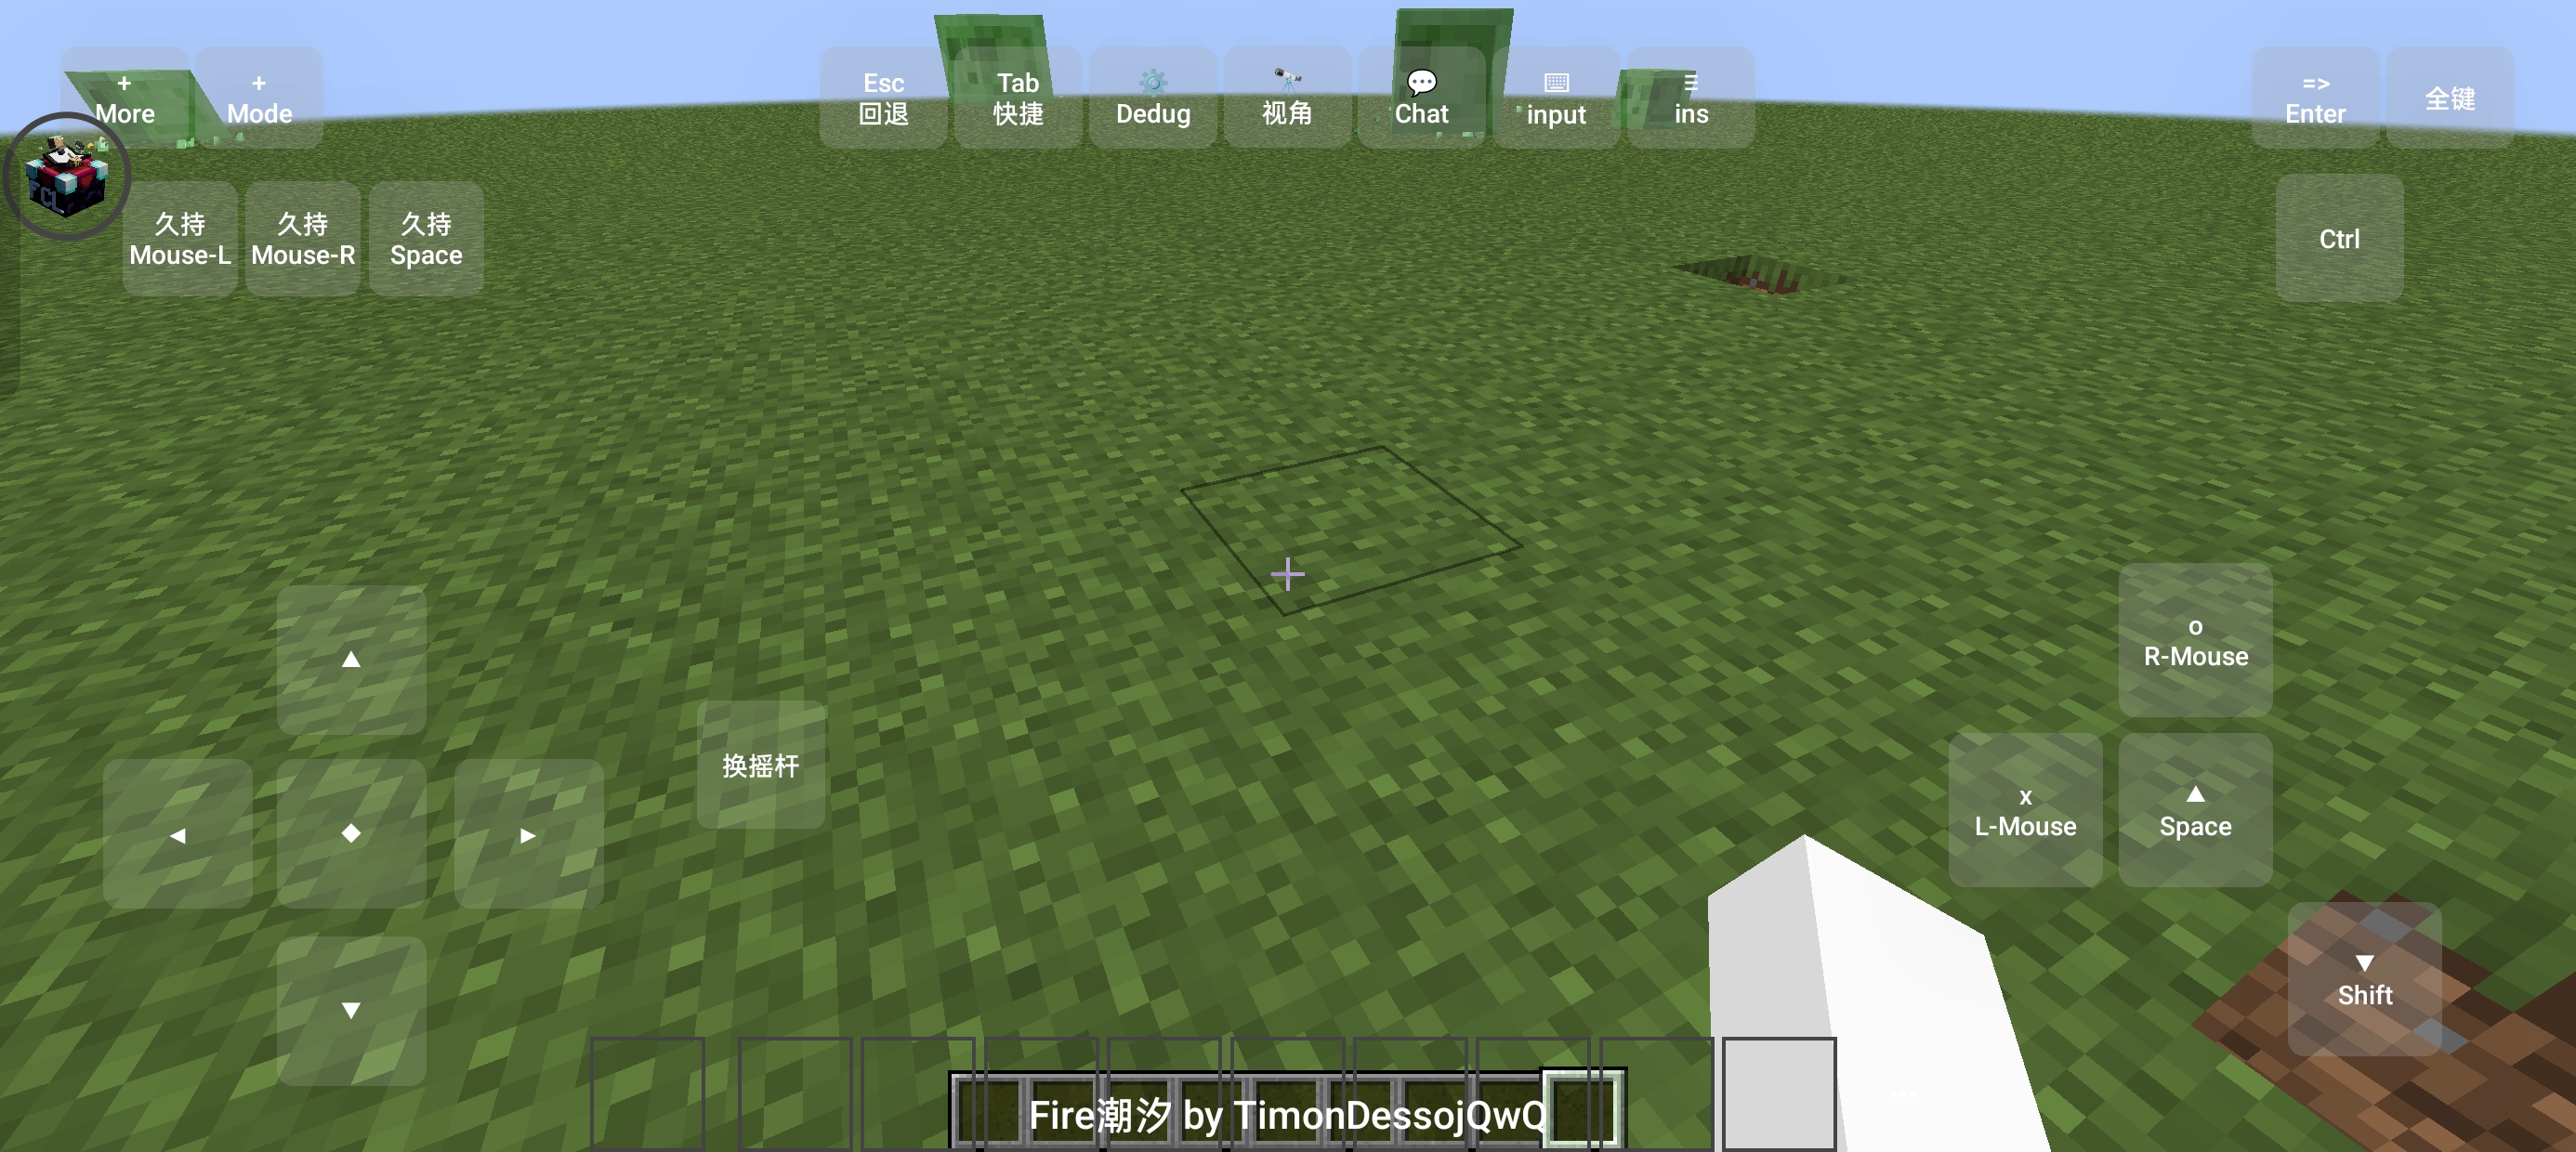 +
More
+
Mode
Esc
回退
Tab
快捷
Dedug
视角
Chat
input
ins
=>
Enter
全键
FCL
久持
Mouse-L
久持
Mouse-R
久持
Space
Ctrl
o
R-Mouse
换摇杆
x
L-Mouse
Space
Shift
Fire潮汐 by TimonDessojQwQ